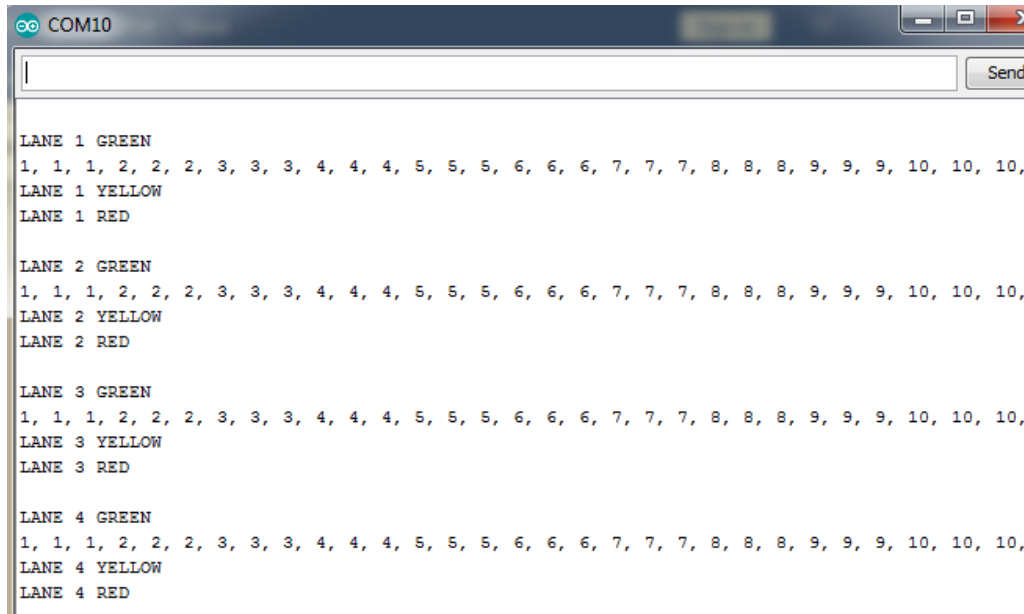 COM10
Send
LANE 1 GREEN
1, 1, 1, 2, 2, 2, 3, 3, 3, 4, 4, 4, 5, 5, 5, 6, 6, 6, 7, 7, 7, 8, 8, 8, 9, 9, 9, 10, 10, 10,
LANE 1 YELLOW
LANE 1 RED
LANE 2 GREEN
1, 1, 1, 2, 2, 2, 3, 3, 3, 4, 4, 4, 5, 5, 5, 6, 6, 6, 7, 7, 7, 8, 8, 8, 9, 9, 9, 10, 10, 10,
LANE 2 YELLOW
LANE 2 RED
LANE 3 GREEN
1, 1, 1, 2, 2, 2, 3, 3, 3, 4, 4, 4, 5, 5, 5, 6, 6, 6, 7, 7, 7, 8, 8, 8, 9, 9, 9, 10, 10, 10,
LANE 3 YELLOW
LANE 3 RED
LANE 4 GREEN
1, 1, 1, 2, 2, 2, 3, 3, 3, 4, 4, 4, 5, 5, 5, 6, 6, 6, 7, 7, 7, 8, 8, 8, 9, 9, 9, 10, 10, 10,
LANE 4 YELLOW
LANE 4 RED